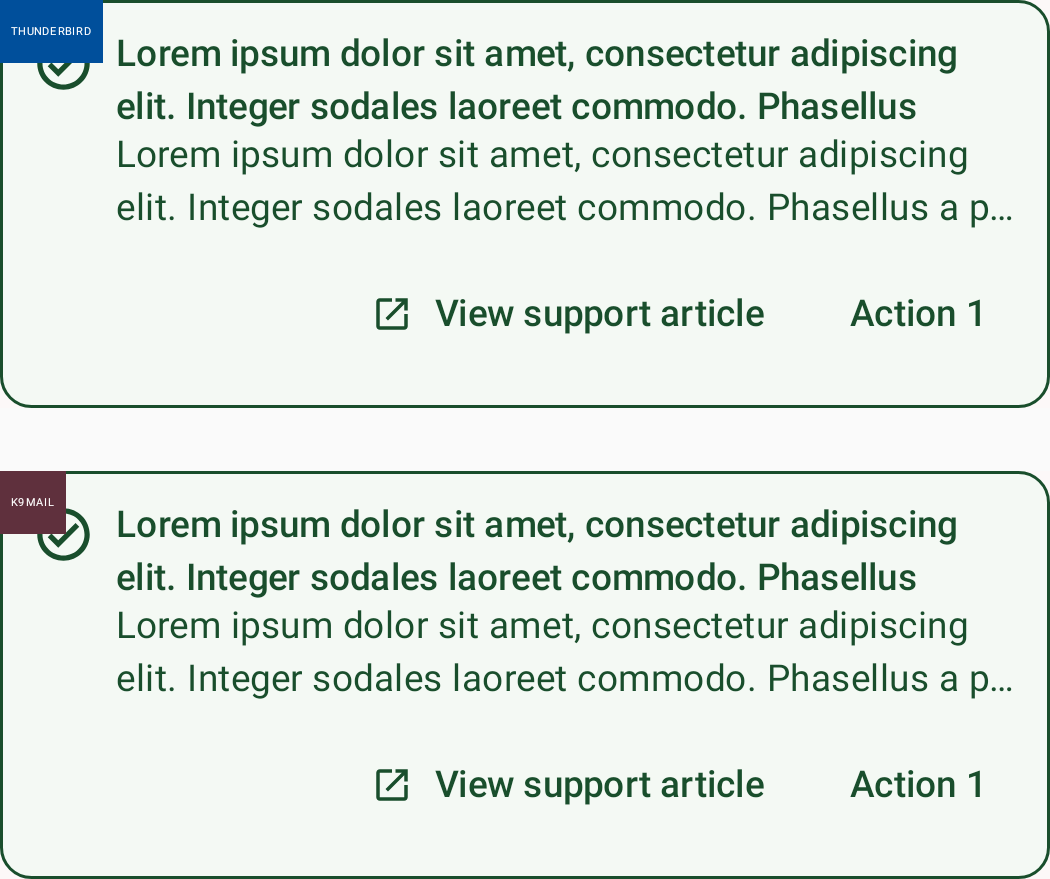 THUNDERBIRD
Lorem ipsum dolor sit amet, consectetur adipiscing
elit. Integer sodales laoreet commodo. Phasellus
Lorem ipsum dolor sit amet, consectetur adipiscing
elit. Integer sodales laoreet commodo. Phasellus a p…
View support article Action 1
K9MAIL
Lorem ipsum dolor sit amet, consectetur adipiscing
elit. Integer sodales laoreet commodo. Phasellus
Lorem ipsum dolor sit amet, consectetur adipiscing
elit. Integer sodales laoreet commodo. Phasellus a p…
View support article Action 1